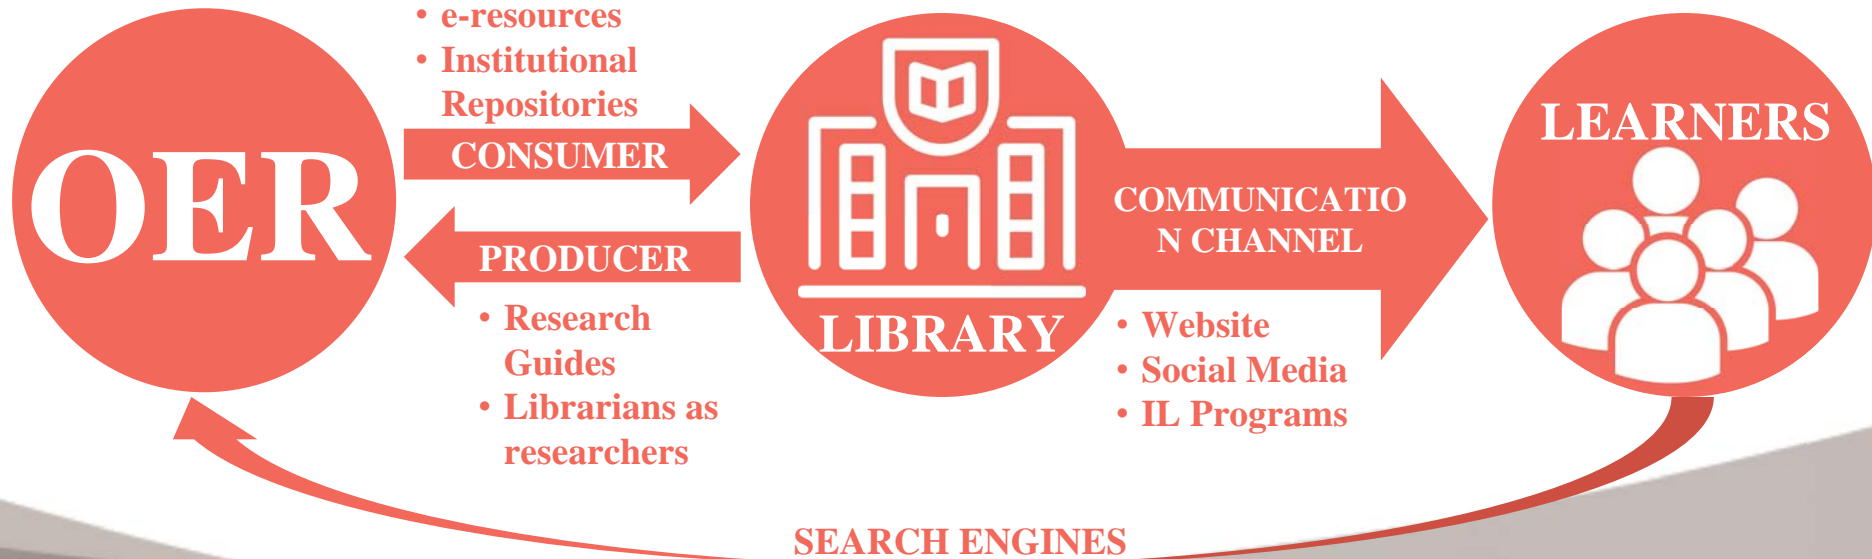 OER
• e-resources
• Institutional
Repositories
CONSUMER
PRODUCER
• Research
Guides
• Librarians as
researchers
LIBRARY
COMMUNICATIO
N CHANNEL
• Website
• Social Media
• IL Programs
LEARNERS
SEARCH ENGINES